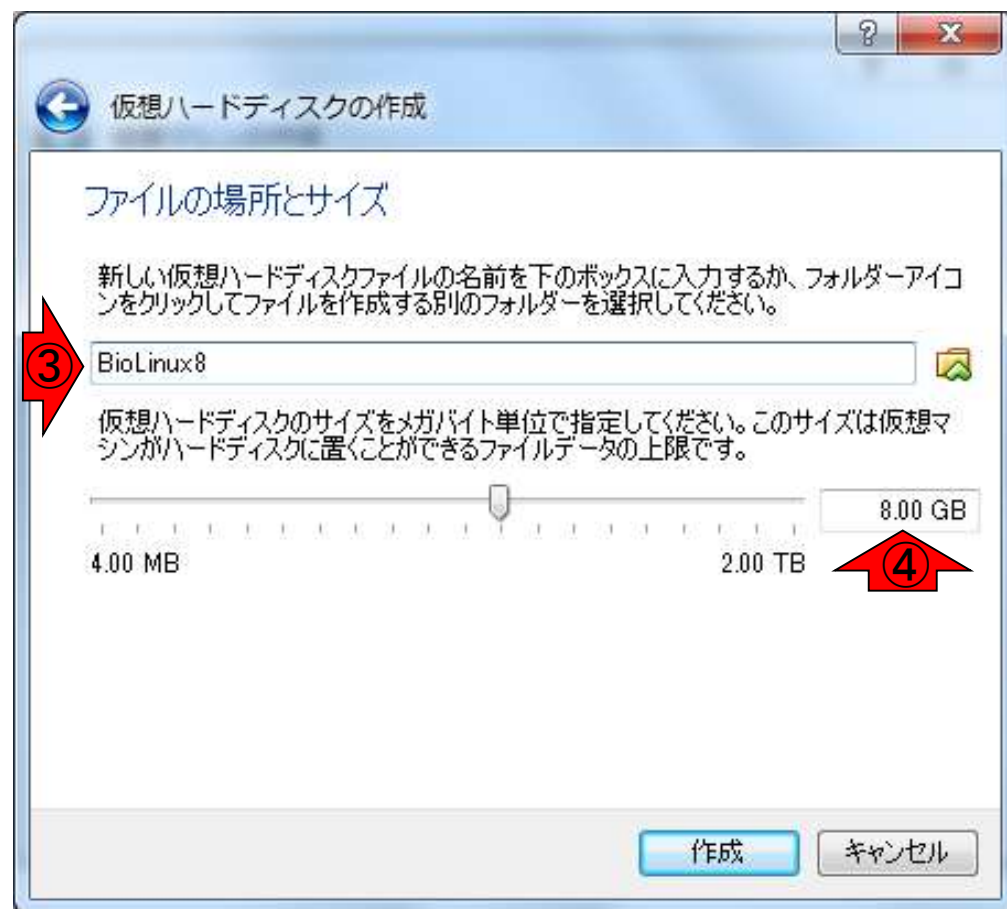 ?
x
仮想ハードディスクの作成
ファイルの場所とサイズ
新しい仮想ハードディスクファイルの名前を下のボックスに入力するか、フォルダーアイコ
ンをクリックしてファイルを作成する別のフォルダーを選択してください。
③
BioLinux8
仮想ハードディスクのサイズをメガバイト単位で指定してください。このサイズは仮想マ
シンがハードディスクに置くことができるファイルデータの上限です。
8.00 GB
4.00 MB
2.00 TB
④
作成
キャンセル